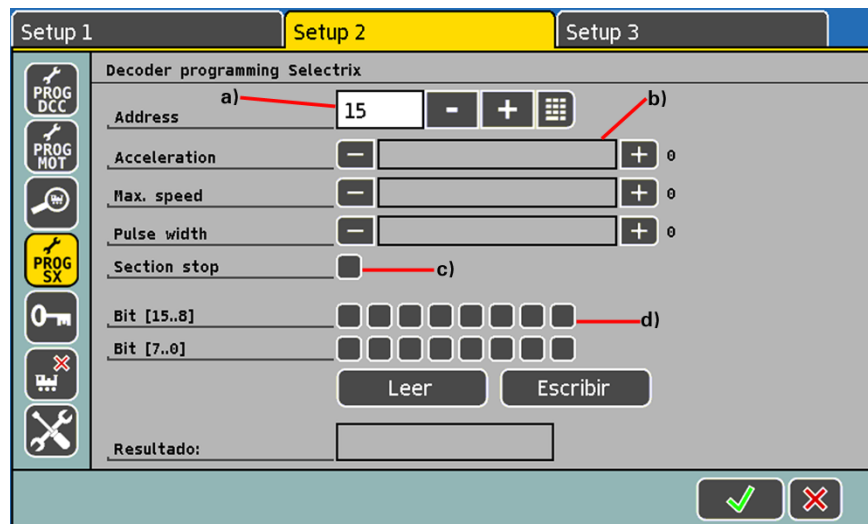 Setup 1 Setup 2 Setup 3
Decoder programming Selectrix
PROG
DCC
a)
b)
Address 15 - +
PROG
MOT
Acceleration - + 0
Max. speed - + 0
Pulse width - + 0
PROG
SX
Section stop c)
Bit [15..8] d)
Bit [7..0]
Leer Escribir
Resultado: